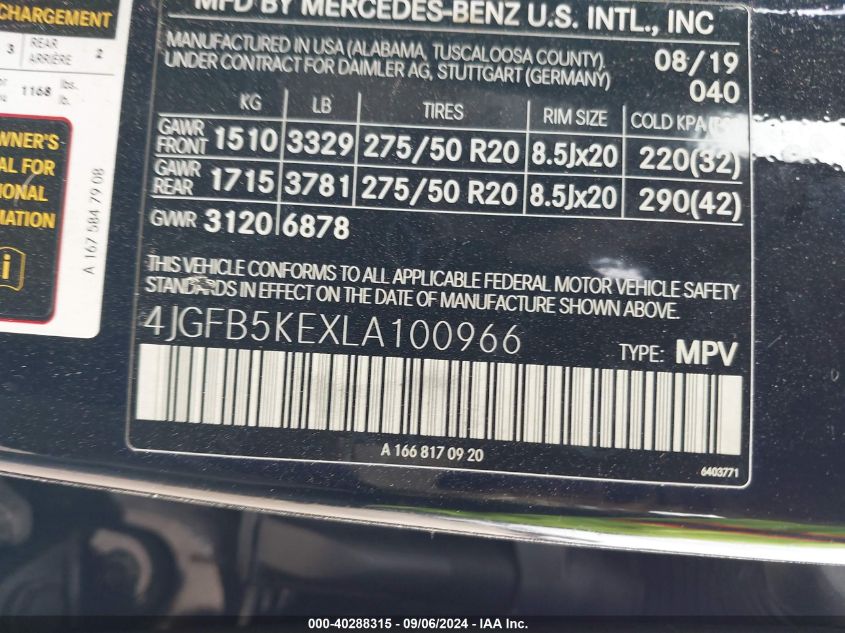 CHARGEMENT
3 REAR ARRIÈRE 2
1168 lbs. lb.
OWNER'S
FOR
A 167 584 79 08
MFD BY MERCEDES-BENZ U.S. INTL., INC
MANUFACTURED IN USA (ALABAMA, TUSCALOOSA COUNTY).
UNDER CONTRACT FOR DAIMLER AG, STUTTGART (GERMANY)
08/19
040
KG LB TIRES RIM SIZE COLD KPA
GAWR FRONT 1510 3329 275/50 R20 8.5Jx20 220(32)
GAWR REAR 1715 3781 275/50 R20 8.5Jx20 290(42)
GWR 3120 6878
THIS VEHICLE CONFORMS TO ALL APPLICABLE FEDERAL MOTOR VEHICLE SAFETY
STANDARDS IN EFFECT ON THE DATE OF MANUFACTURE SHOWN ABOVE.
4JGFB5KEXLA100966
TYPE: MPV
A 166 817 09 20
6403771
000-40288315 - 09/06/2024 - IAA Inc.